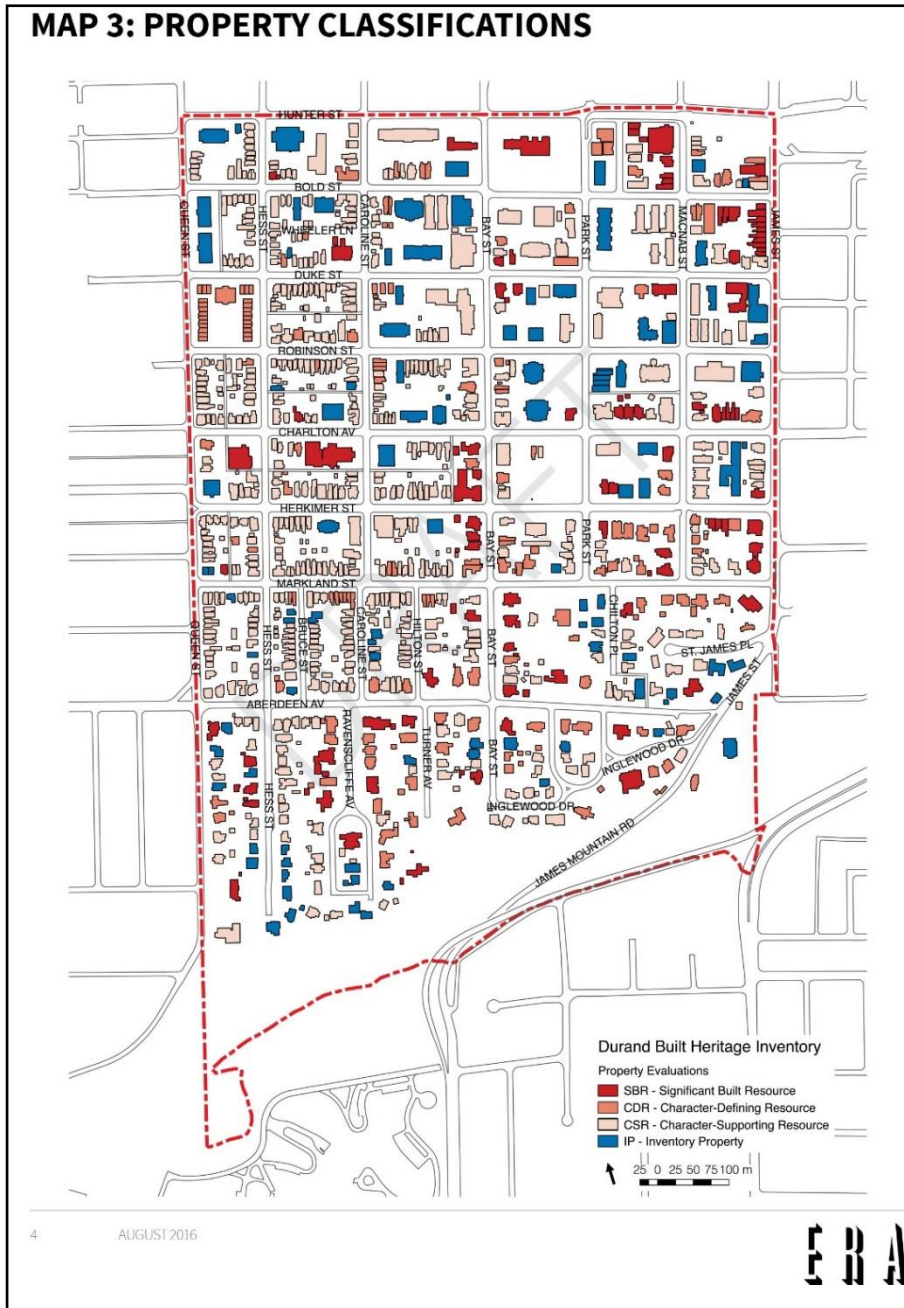 MAP 3: PROPERTY CLASSIFICATIONS
HUNTER ST
BOLD ST
QUEEN ST
HESS ST
WHEELER LN
CAROLINE ST
BAY ST
PARK ST
MACNAB ST
JAMES ST
DUKE ST
ROBINSON ST
CHARLTON AV
HERKIMER ST
BAY ST
PARK ST
MARKLAND ST
QUEEN ST
HESS ST
BRUCE ST
CAROLINE ST
HILTON ST
BAY ST
CHILTON PL
ST. JAMES PL
JAMES ST
ABERDEEN AV
HESS ST
RAVENSCLIFFE AV
TURNER AV
BAY ST
INGLEWOOD DR
INGLEWOOD DR
JAMES MOUNTAIN RD
DRAFT
Durand Built Heritage Inventory
Property Evaluations
SBR - Significant Built Resource
CDR - Character-Defining Resource
CSR - Character-Supporting Resource
IP - Inventory Property
25 0 25 50 75 100 m
4 AUGUST 2016
ERA